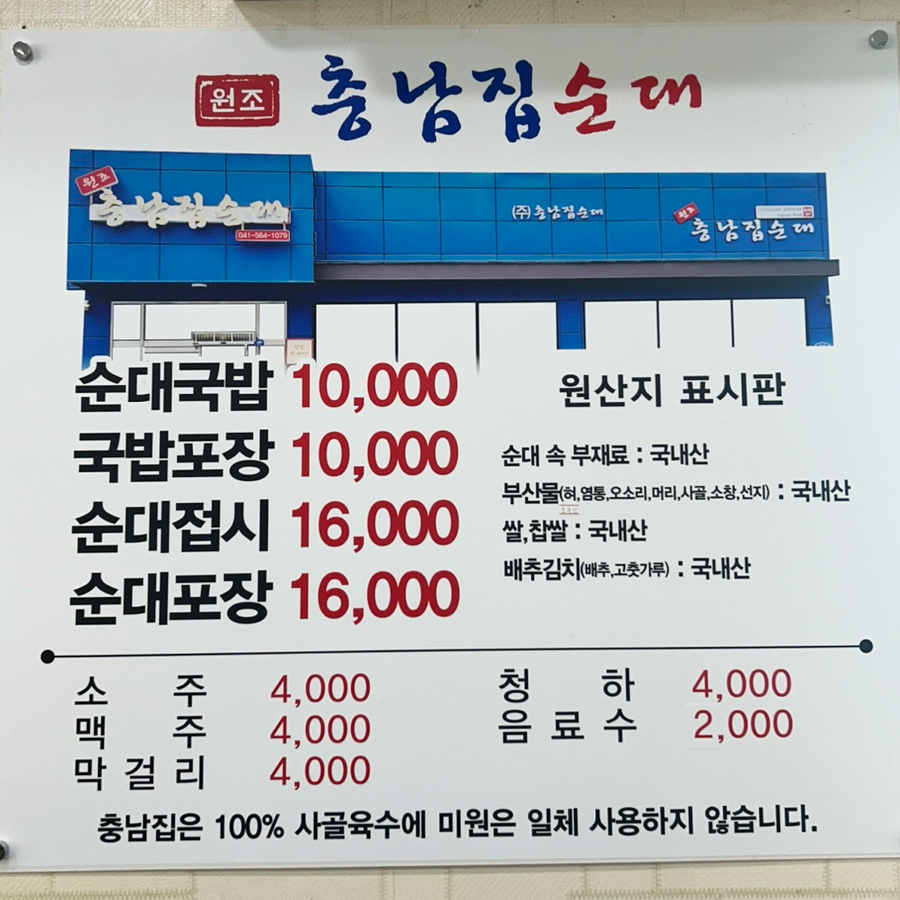 원조 충남집순대
원조
충남집순대
041-564-1079
㈜충남집순대
원조
충남집순대
순대국밥 10,000
국밥포장 10,000
순대접시 16,000
순대포장 16,000
원산지 표시판
순대 속 부재료 : 국내산
부산물(혀,염통,오소리,머리,사골,소창,선지) : 국내산
쌀,찹쌀 : 국내산
배추김치(배추,고춧가루) : 국내산
소주 4,000
맥주 4,000
막걸리 4,000
청하 4,000
음료수 2,000
충남집은 100% 사골육수에 미원은 일체 사용하지 않습니다.